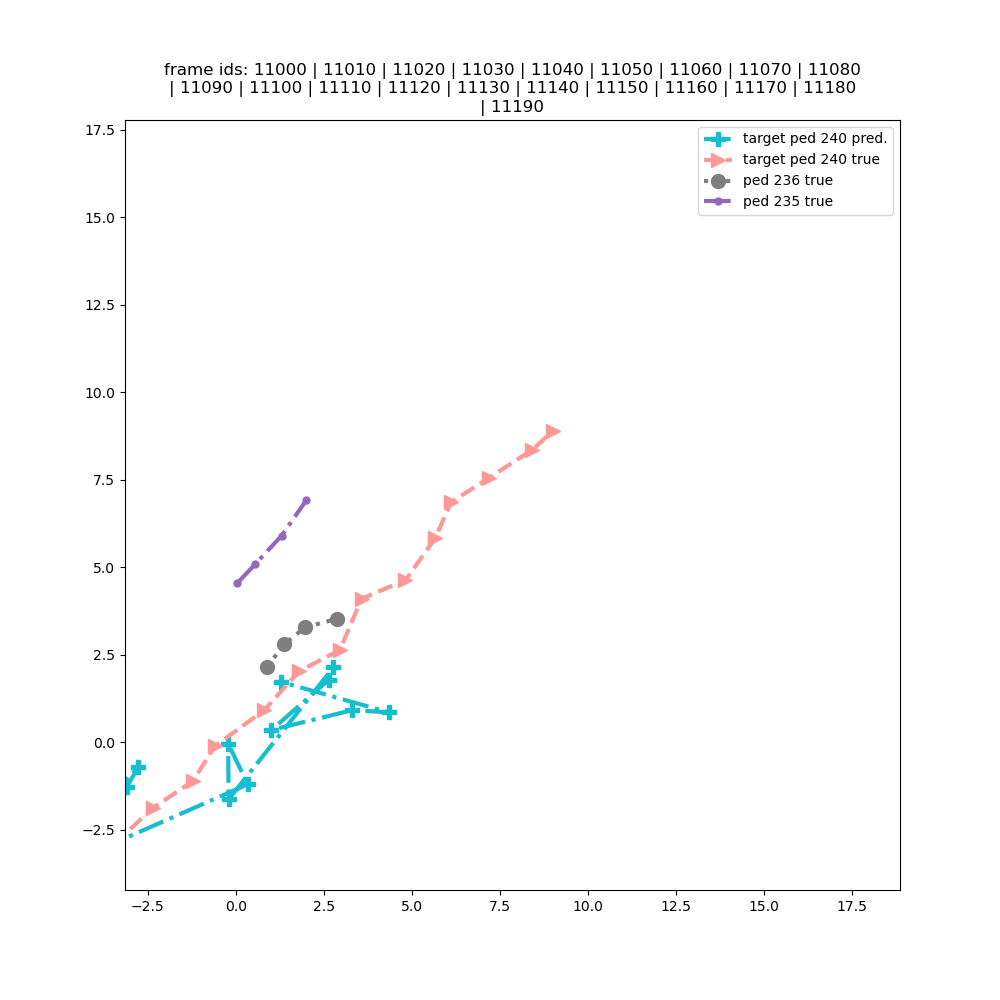 frame ids: 11000 | 11010 | 11020 | 11030 | 11040 | 11050 | 11060 | 11070 | 11080
| 11090 | 11100 | 11110 | 11120 | 11130 | 11140 | 11150 | 11160 | 11170 | 11180
| 11190
target ped 240 pred.
target ped 240 true
ped 236 true
ped 235 true
17.5
15.0
12.5
10.0
7.5
5.0
2.5
0.0
−2.5
−2.5 0.0 2.5 5.0 7.5 10.0 12.5 15.0 17.5